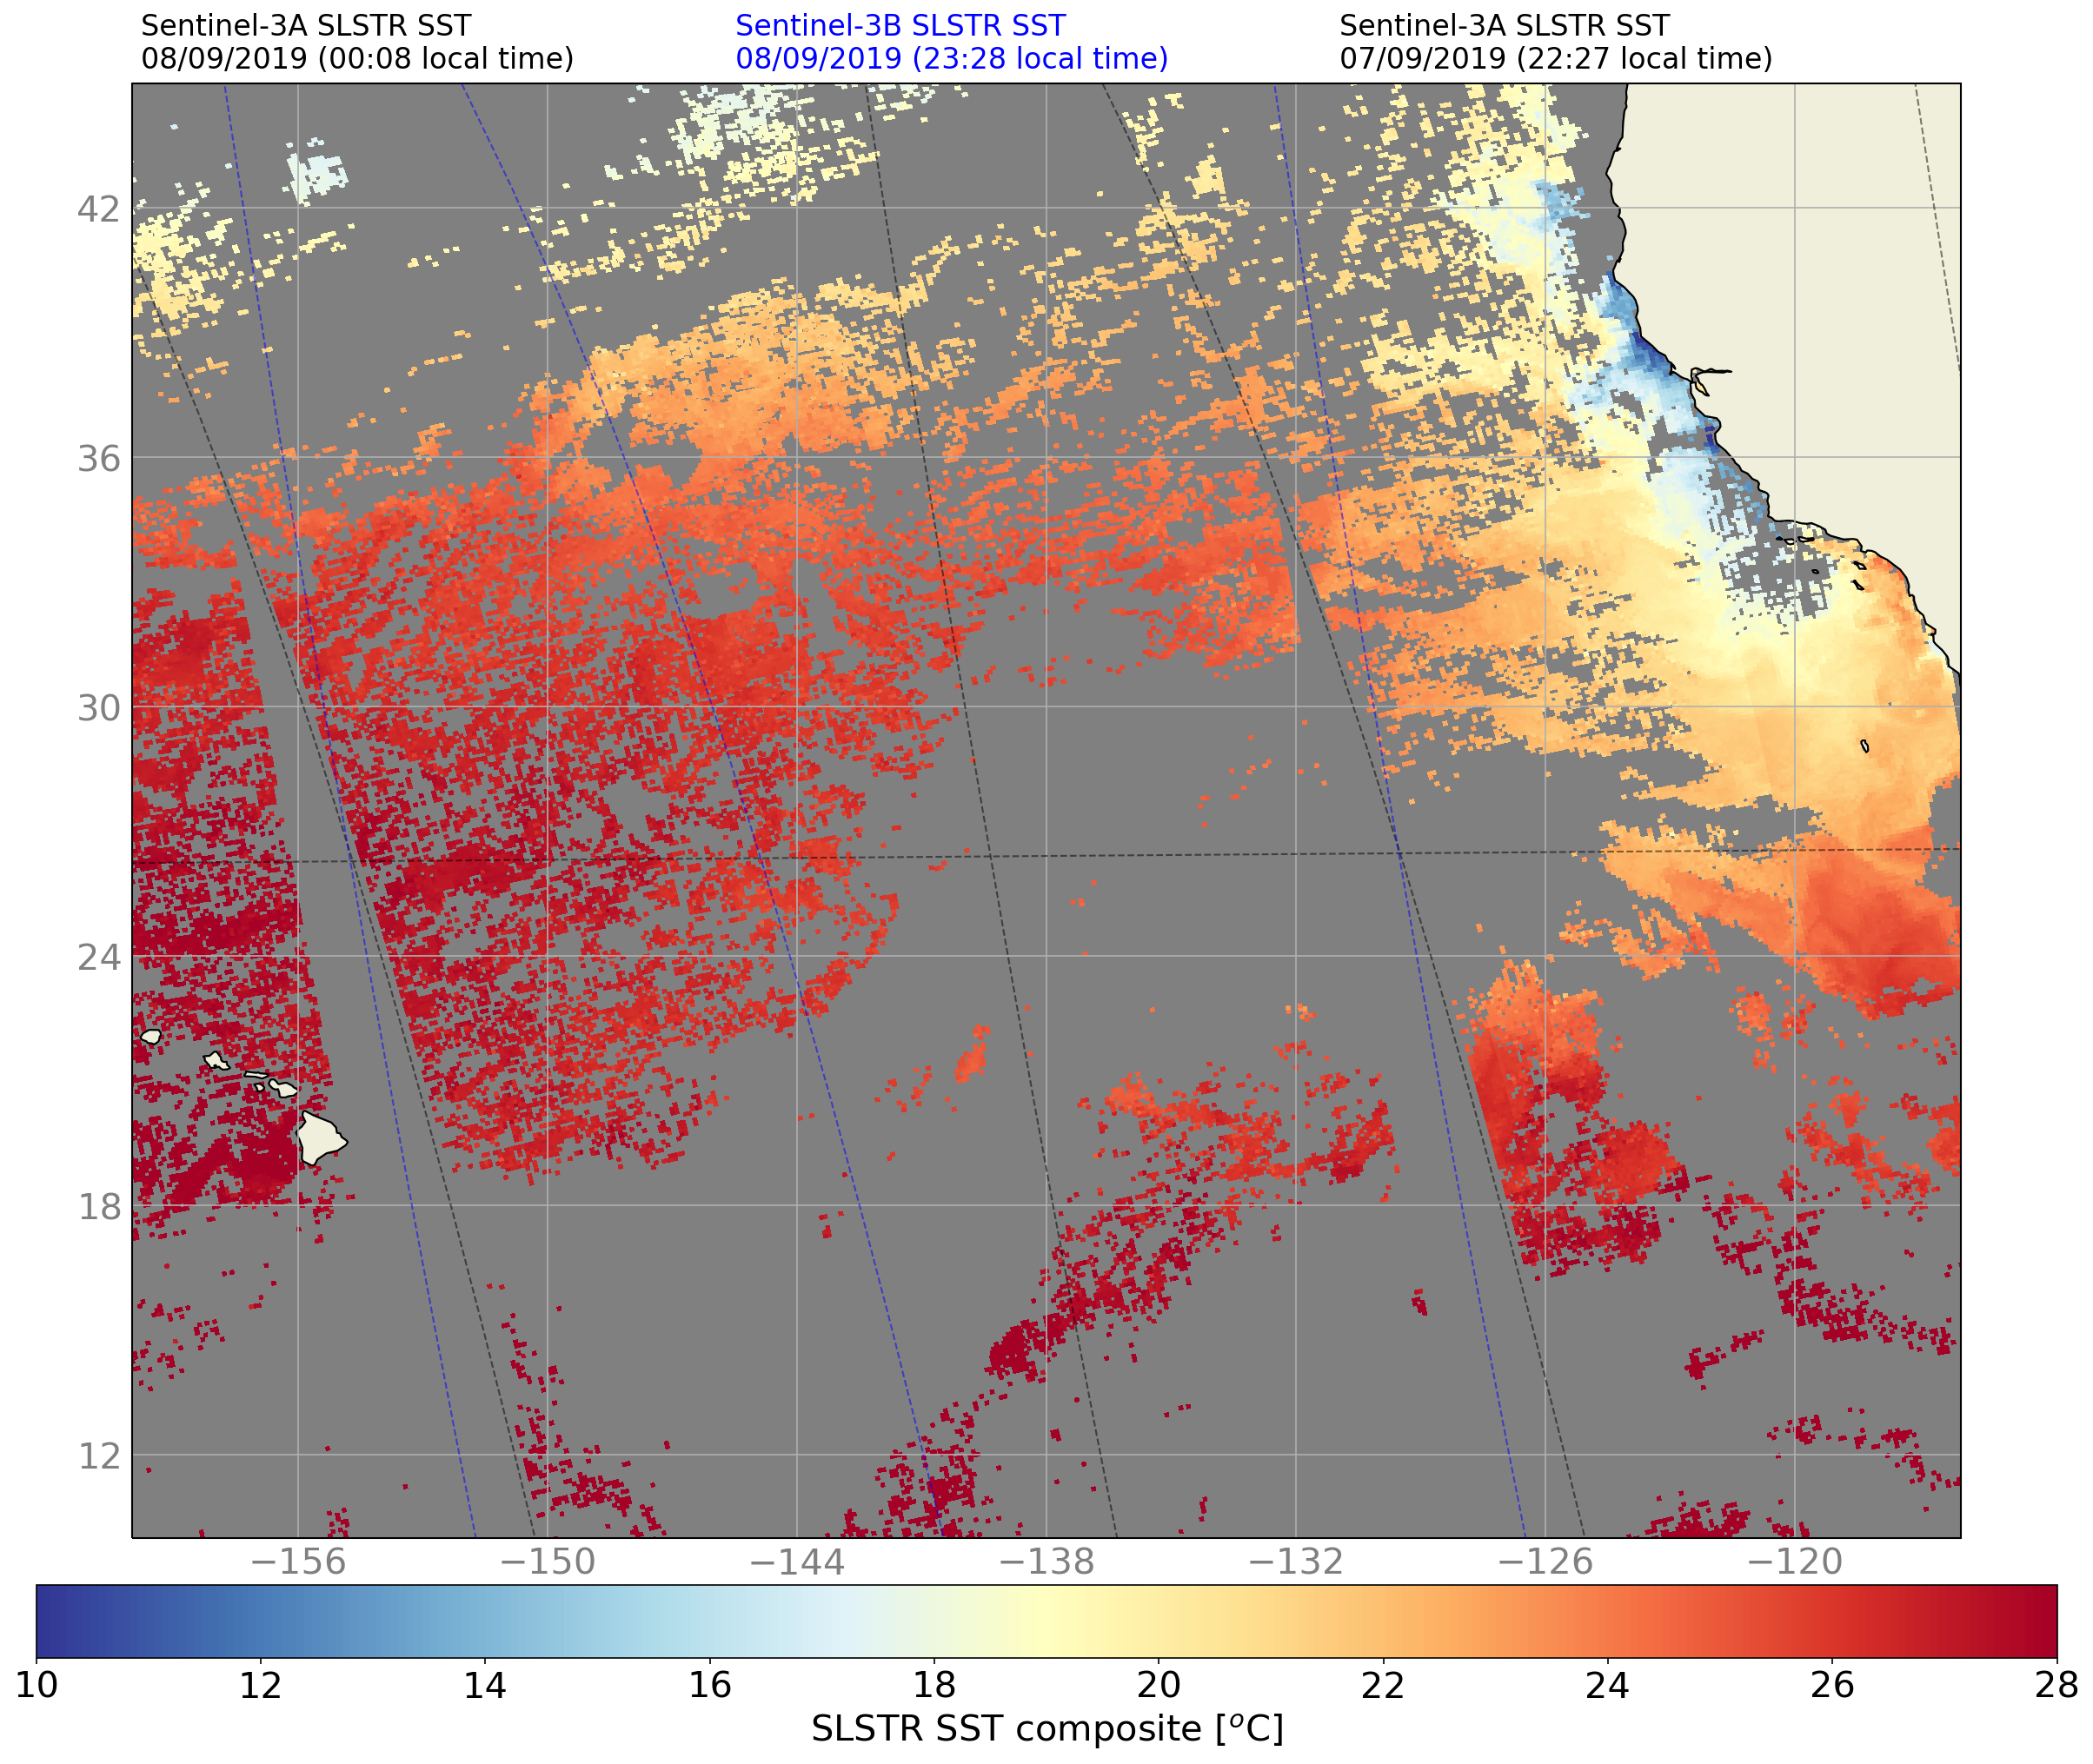 Sentinel-3A SLSTR SST
08/09/2019 (00:08 local time)
Sentinel-3B SLSTR SST
08/09/2019 (23:28 local time)
Sentinel-3A SLSTR SST
07/09/2019 (22:27 local time)
42
36
30
24
18
12
−156 −150 −144 −138 −132 −126 −120
10 12 14 16 18 20 22 24 26 28
SLSTR SST composite [°C]